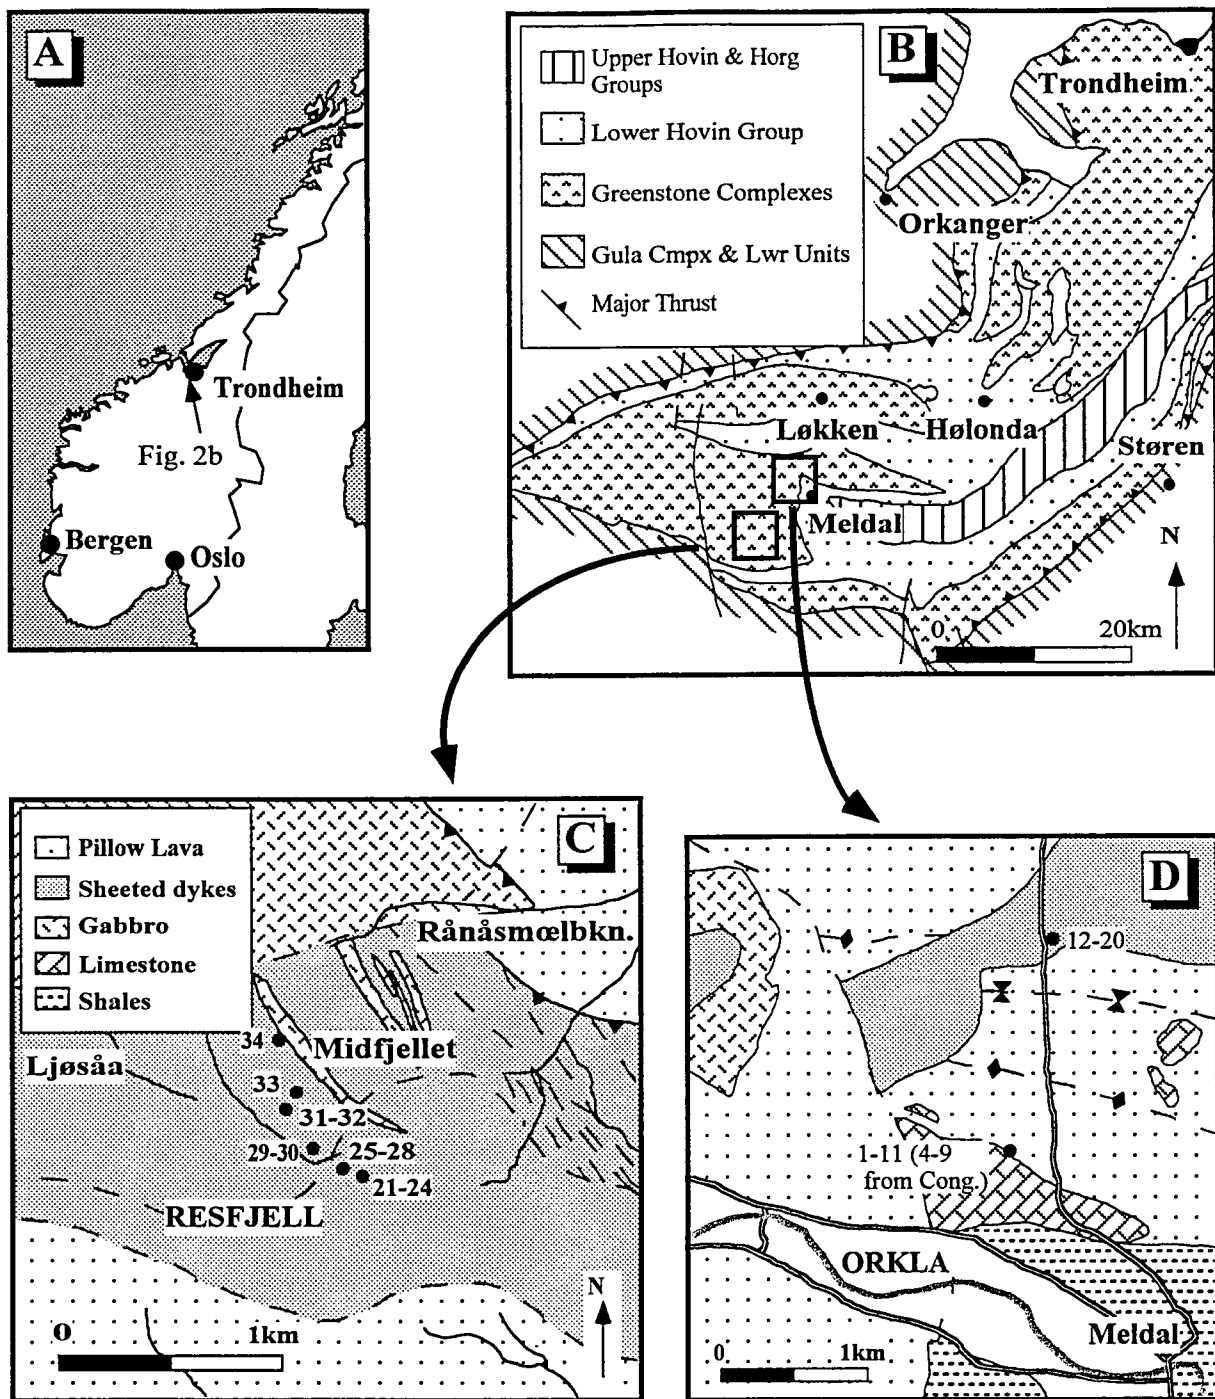 A
Trondheim
Fig. 2b
Bergen
Oslo
B
Upper Hovin & Horg
Groups
Lower Hovin Group
Greenstone Complexes
Gula Cmpx & Lwr Units
Major Thrust
Trondheim
Orkanger
Løkken
Hølonda
Støren
Meldal
N
0
20km
C
Pillow Lava
Sheeted dykes
Gabbro
Limestone
Shales
Rånåsmœlbkn.
Ljøsåa
34
Midfjellet
33
31-32
29-30
25-28
21-24
RESFJELL
N
0
1km
D
12-20
1-11 (4-9
from Cong.)
ORKLA
Meldal
0
1km